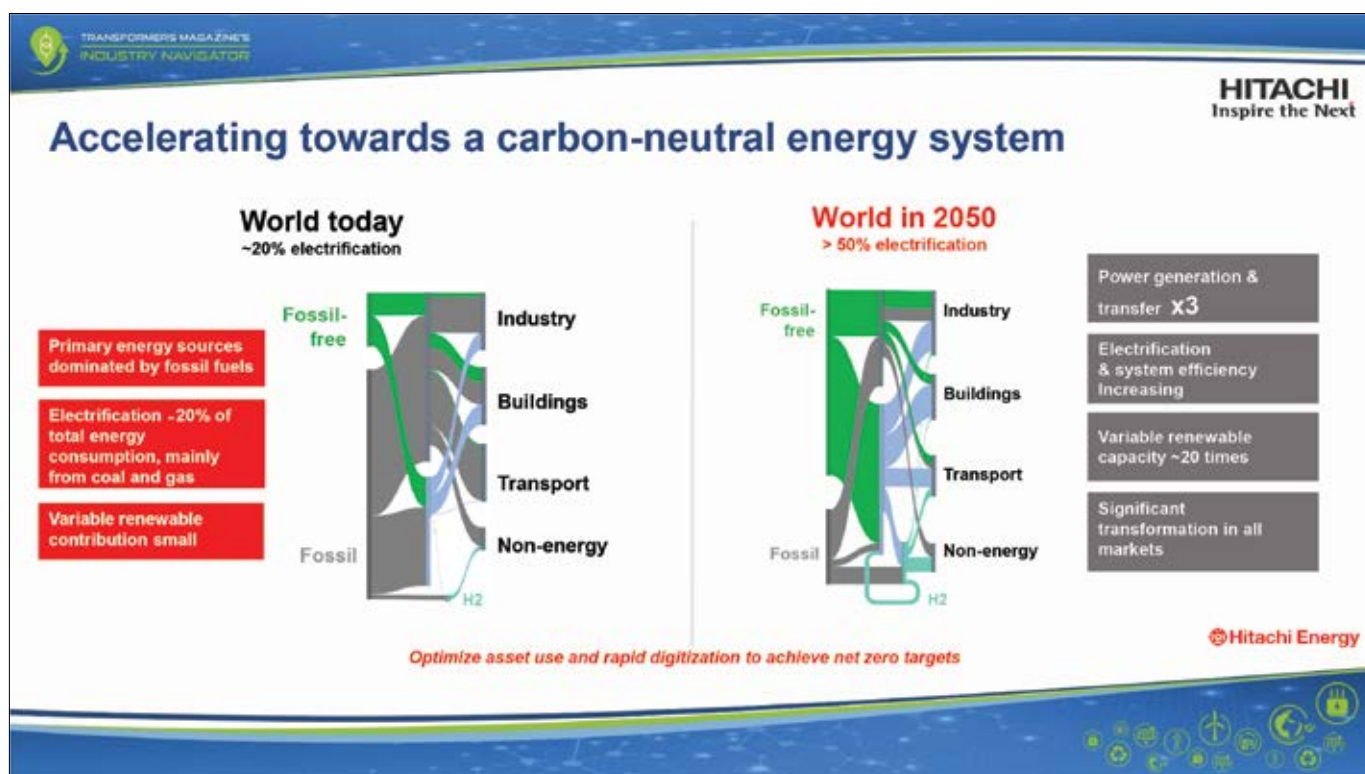 TRANSFORMERS MAGAZINE'S
INDUSTRY NAVIGATOR
HITACHI
Inspire the Next
Accelerating towards a carbon-neutral energy system
World today
~20% electrification
Primary energy sources
dominated by fossil fuels
Electrification ~20% of
total energy
consumption, mainly
from coal and gas
Variable renewable
contribution small
Fossil-
free
Fossil
Industry
Buildings
Transport
Non-energy
H2
World in 2050
> 50% electrification
Fossil-
free
Fossil
Industry
Buildings
Transport
Non-energy
H2
Power generation &
transfer x3
Electrification
& system efficiency
Increasing
Variable renewable
capacity ~20 times
Significant
transformation in all
markets
Hitachi Energy
Optimize asset use and rapid digitization to achieve net zero targets